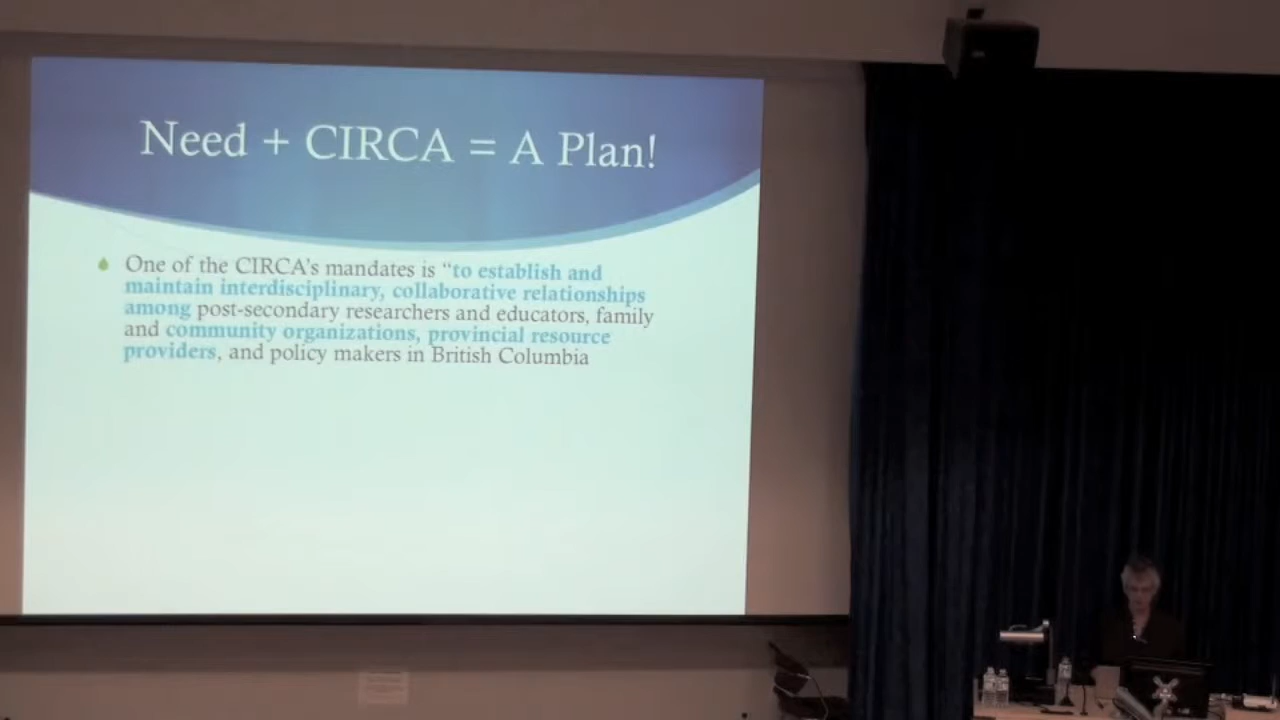 Need + CIRCA = A Plan!
One of the CIRCA's mandates is "to establish and
maintain interdisciplinary, collaborative relationships
among post-secondary researchers and educators, family
and community organizations, provincial resource
providers, and policy makers in British Columbia